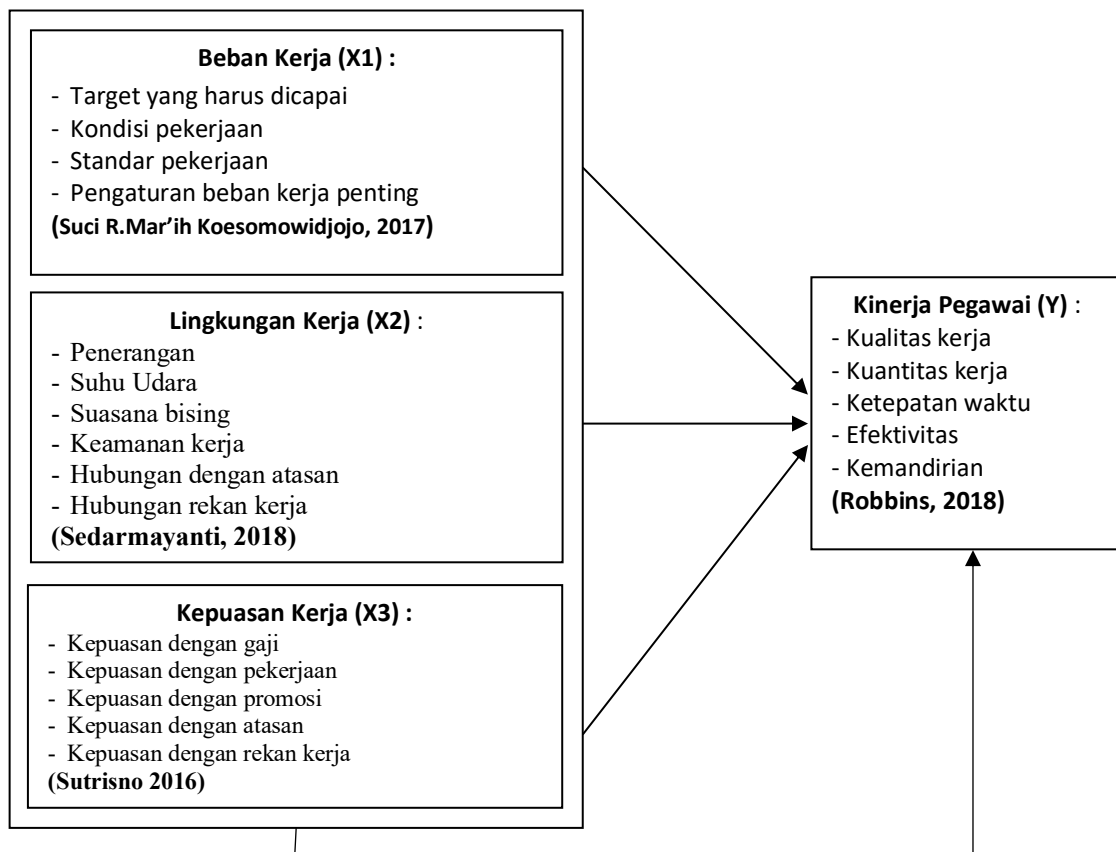 Beban Kerja (X1) :
- Target yang harus dicapai
- Kondisi pekerjaan
- Standar pekerjaan
- Pengaturan beban kerja penting
(Suci R.Mar’ih Koesomowidjojo, 2017)
Lingkungan Kerja (X2) :
- Penerangan
- Suhu Udara
- Suasana bising
- Keamanan kerja
- Hubungan dengan atasan
- Hubungan rekan kerja
(Sedarmayanti, 2018)
Kepuasan Kerja (X3) :
- Kepuasan dengan gaji
- Kepuasan dengan pekerjaan
- Kepuasan dengan promosi
- Kepuasan dengan atasan
- Kepuasan dengan rekan kerja
(Sutrisno 2016)
Kinerja Pegawai (Y) :
- Kualitas kerja
- Kuantitas kerja
- Ketepatan waktu
- Efektivitas
- Kemandirian
(Robbins, 2018)